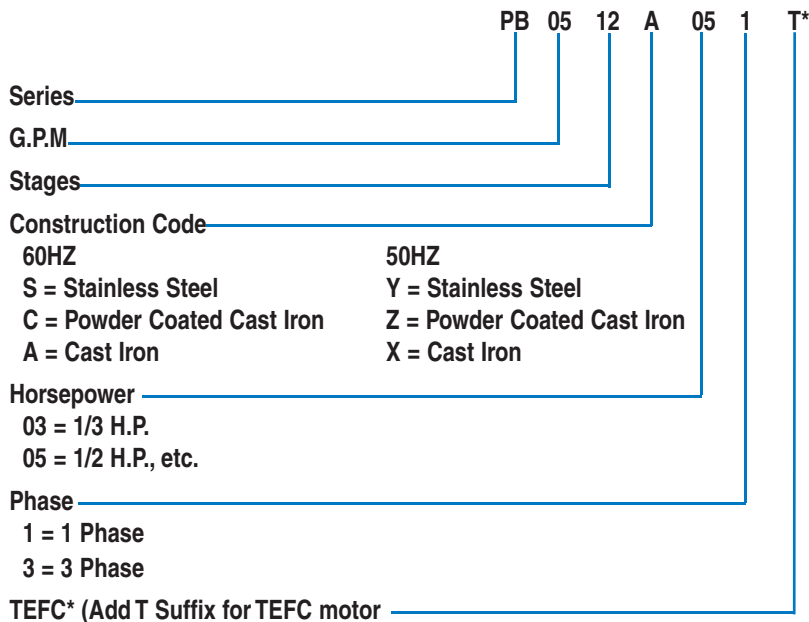 PB 05 12 A 05 1 T*
Series
G.P.M
Stages
Construction Code
60HZ 50HZ
S = Stainless Steel Y = Stainless Steel
C = Powder Coated Cast Iron Z = Powder Coated Cast Iron
A = Cast Iron X = Cast Iron
Horsepower
03 = 1/3 H.P.
05 = 1/2 H.P., etc.
Phase
1 = 1 Phase
3 = 3 Phase
TEFC* (Add T Suffix for TEFC motor